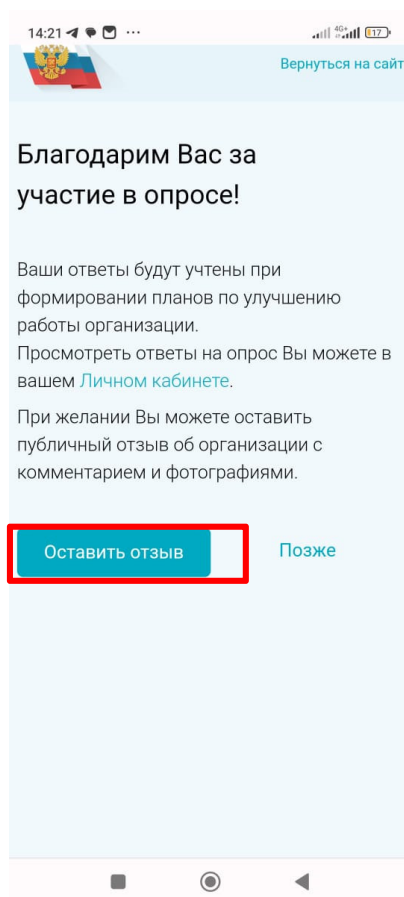 14:21
4G+
17
Вернуться на сайт
Благодарим Вас за
участие в опросе!
Ваши ответы будут учтены при
формировании планов по улучшению
работы организации.
Просмотреть ответы на опрос Вы можете в
вашем Личном кабинете.
При желании Вы можете оставить
публичный отзыв об организации с
комментарием и фотографиями.
Оставить отзыв
Позже